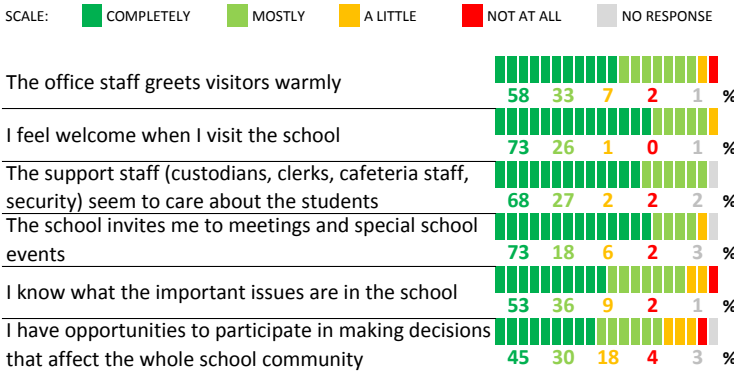 SCALE: COMPLETELY MOSTLY A LITTLE NOT AT ALL NO RESPONSE
The office staff greets visitors warmly
58 33 7 2 1 %
I feel welcome when I visit the school
73 26 1 0 1 %
The support staff (custodians, clerks, cafeteria staff,
security) seem to care about the students
68 27 2 2 2 %
The school invites me to meetings and special school
events
73 18 6 2 3 %
I know what the important issues are in the school
53 36 9 2 1 %
I have opportunities to participate in making decisions
that affect the whole school community
45 30 18 4 3 %